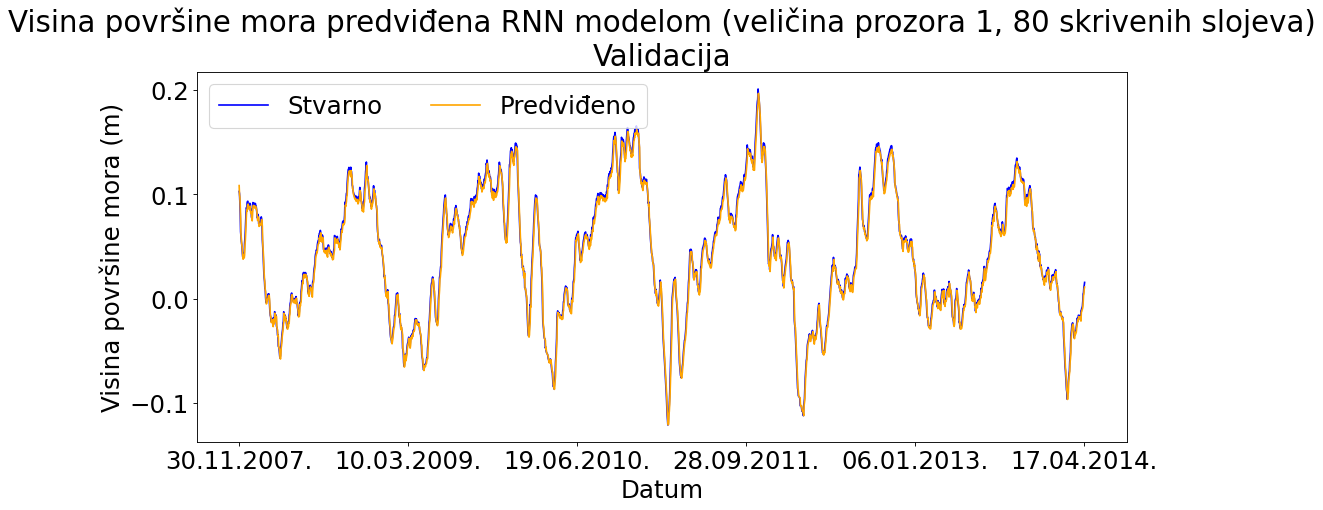 Visina površine mora predviđena RNN modelom (veličina prozora 1, 80 skrivenih slojeva)
Validacija
Stvarno Predviđeno
Visina površine mora (m)
0.2
0.1
0.0
−0.1
30.11.2007. 10.03.2009. 19.06.2010. 28.09.2011. 06.01.2013. 17.04.2014.
Datum